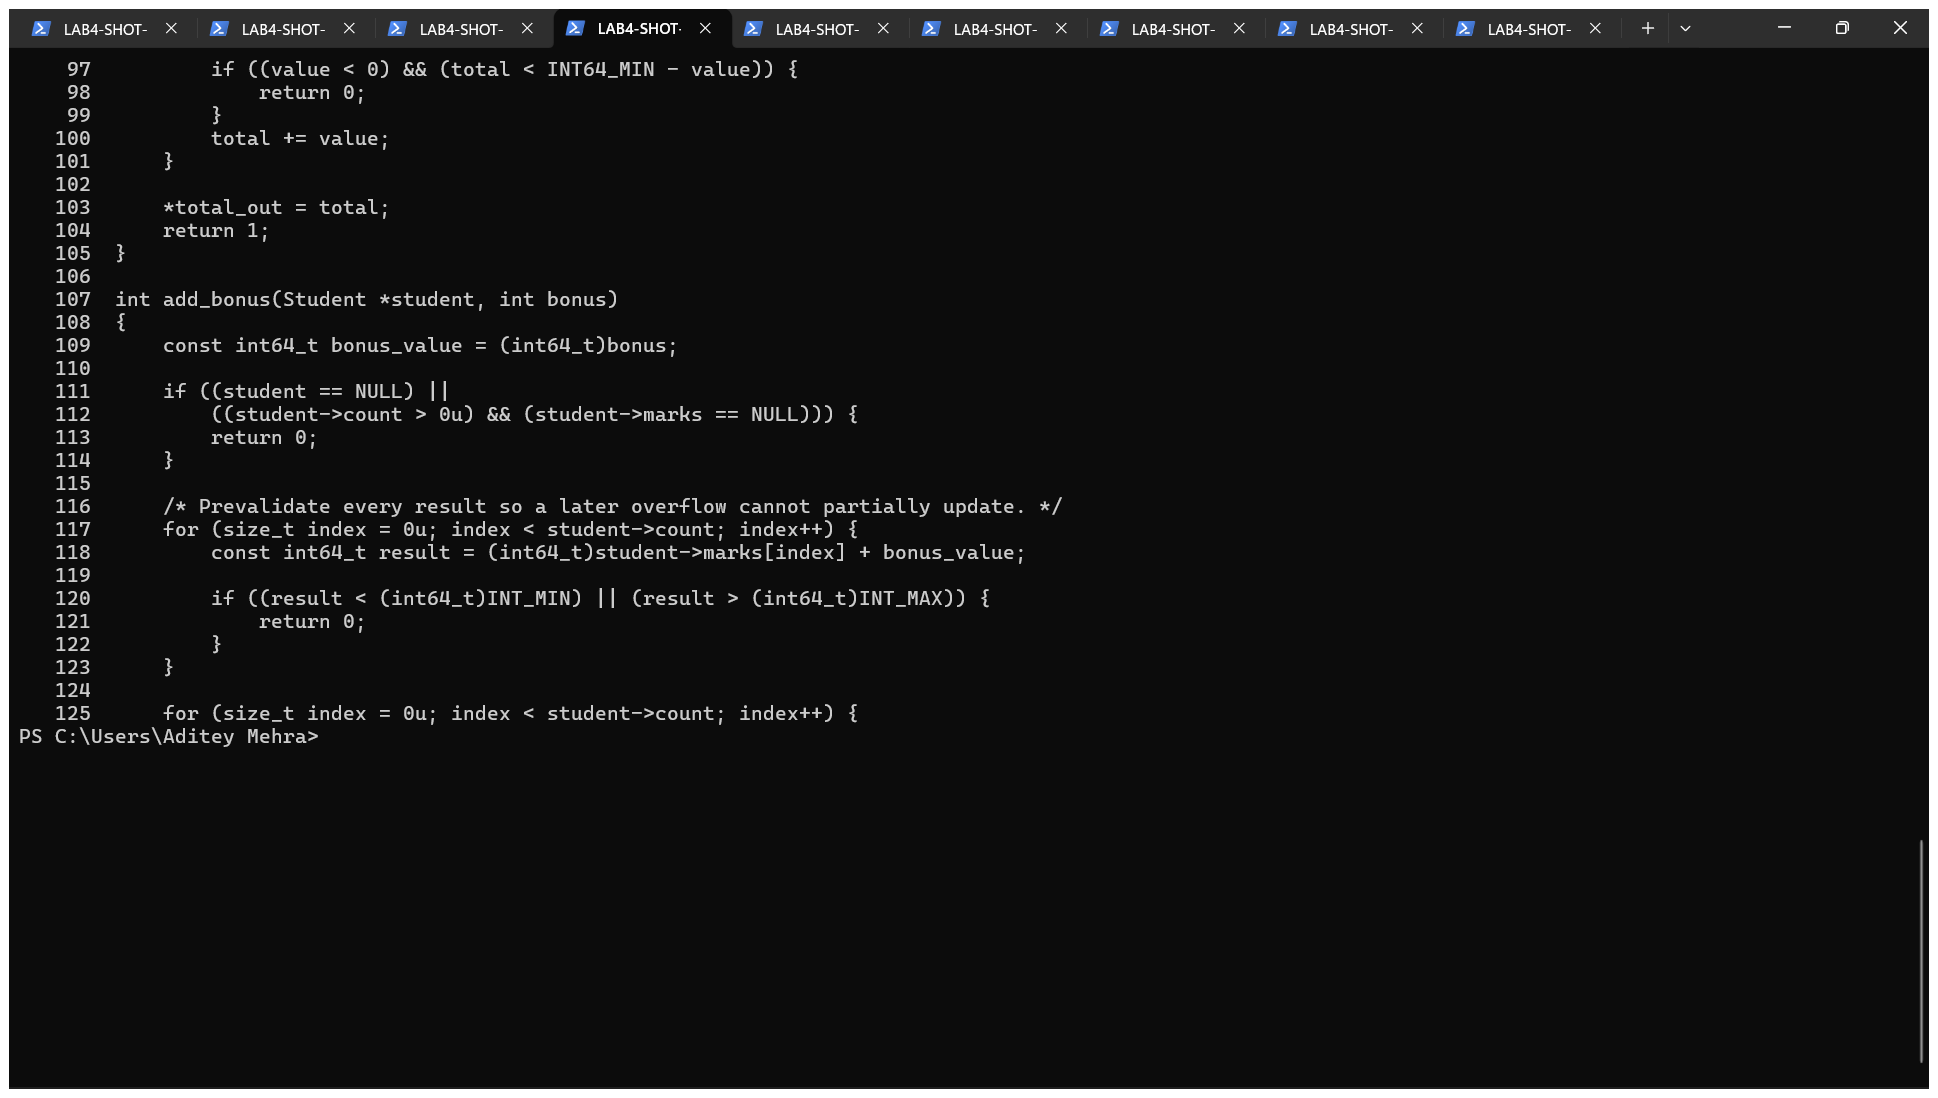 LAB4-SHOT- LAB4-SHOT- LAB4-SHOT- LAB4-SHOT- LAB4-SHOT- LAB4-SHOT- LAB4-SHOT- LAB4-SHOT- LAB4-SHOT-
97          if ((value < 0) && (total < INT64_MIN - value)) {
98              return 0;
99          }
100          total += value;
101      }
102
103      *total_out = total;
104      return 1;
105  }
106
107  int add_bonus(Student *student, int bonus)
108  {
109      const int64_t bonus_value = (int64_t)bonus;
110
111      if ((student == NULL) ||
112          ((student->count > 0u) && (student->marks == NULL))) {
113          return 0;
114      }
115
116      /* Prevalidate every result so a later overflow cannot partially update. */
117      for (size_t index = 0u; index < student->count; index++) {
118          const int64_t result = (int64_t)student->marks[index] + bonus_value;
119
120          if ((result < (int64_t)INT_MIN) || (result > (int64_t)INT_MAX)) {
121              return 0;
122          }
123      }
124
125      for (size_t index = 0u; index < student->count; index++) {
PS C:\Users\Aditey Mehra>